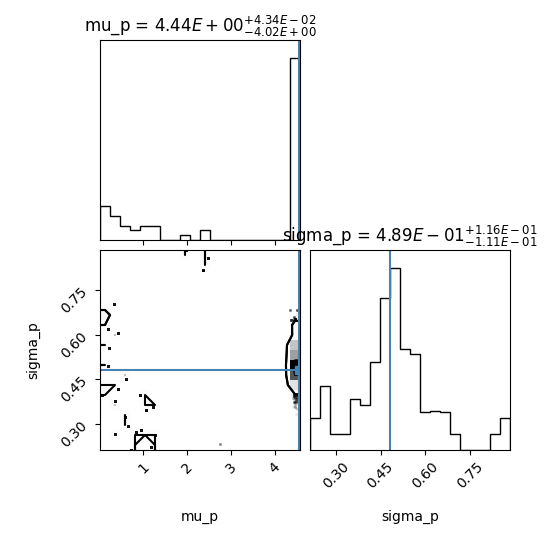 mu_p = 4.44E + 00 +4.34E−02 −4.02E+00
sigma_p = 4.89E − 01 +1.16E−01 −1.11E−01
0.75
0.60
0.45
0.30
sigma_p
1
2
3
4
mu_p
0.30
0.45
0.60
0.75
sigma_p